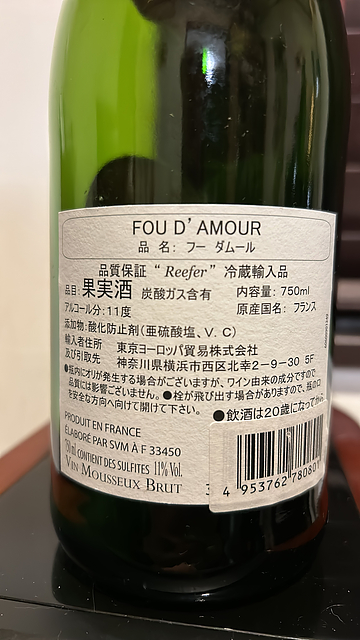 FOU D' AMOUR
品 名: フー ダムール
品質保証 “ Reefer” 冷蔵輸入品
品目: 果実酒 炭酸ガス含有 内容量: 750ml
アルコール分: 11度 原産国名: フランス
添加物: 酸化防止剤 (亜硫酸塩、V. C)
輸入者住所 東京ヨーロッパ貿易株式会社
及び引取先 神奈川県横浜市西区北幸2-9-30 5F
●瓶内にオリが発生する場合がございますが、ワイン由来の成分ですので
品質には影響ございません。●栓が飛び出す場合がありますので、瓶の口
を安全な方向へ向けて開けて下さい。
●飲酒は20歳になってから
PRODUIT EN FRANCE
ÉLABORÉ PAR SVM À F 33450
CONTIENT DES SULFITES 11% Vol.
VIN MOUSSEUX BRUT
4 953762 78080